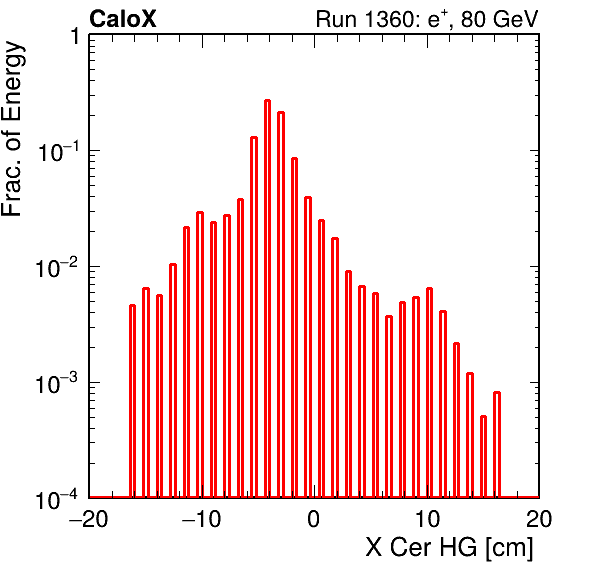 CaloX
Run 1360: e⁺, 80 GeV
Frac. of Energy
1
10⁻¹
10⁻²
10⁻³
10⁻⁴
−20
−10
0
10
20
X Cer HG [cm]